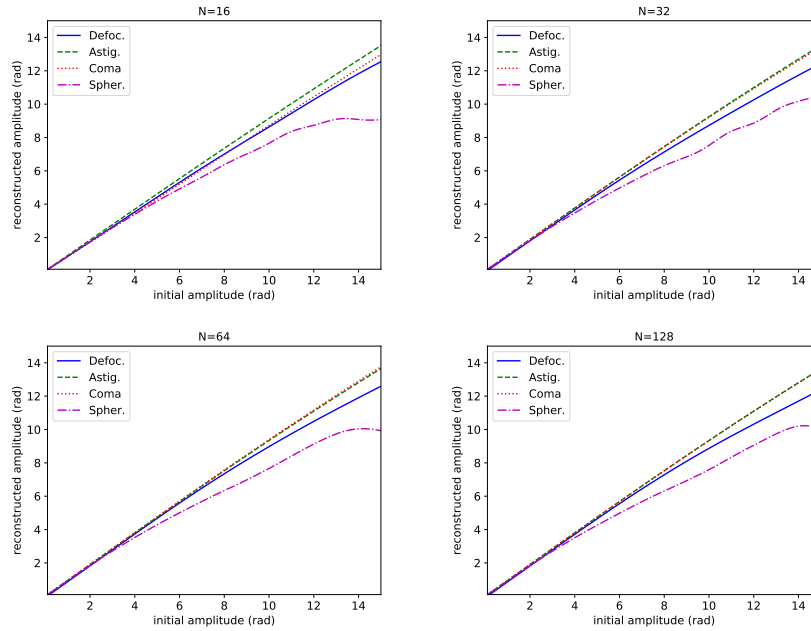 N=16
Defoc.
Astig.
Coma
Spher.
reconstructed amplitude (rad)
14
12
10
8
6
4
2
2 4 6 8 10 12 14
initial amplitude (rad)
N=32
Defoc.
Astig.
Coma
Spher.
reconstructed amplitude (rad)
14
12
10
8
6
4
2
2 4 6 8 10 12 14
initial amplitude (rad)
N=64
Defoc.
Astig.
Coma
Spher.
reconstructed amplitude (rad)
14
12
10
8
6
4
2
2 4 6 8 10 12 14
initial amplitude (rad)
N=128
Defoc.
Astig.
Coma
Spher.
reconstructed amplitude (rad)
14
12
10
8
6
4
2
2 4 6 8 10 12 14
initial amplitude (rad)